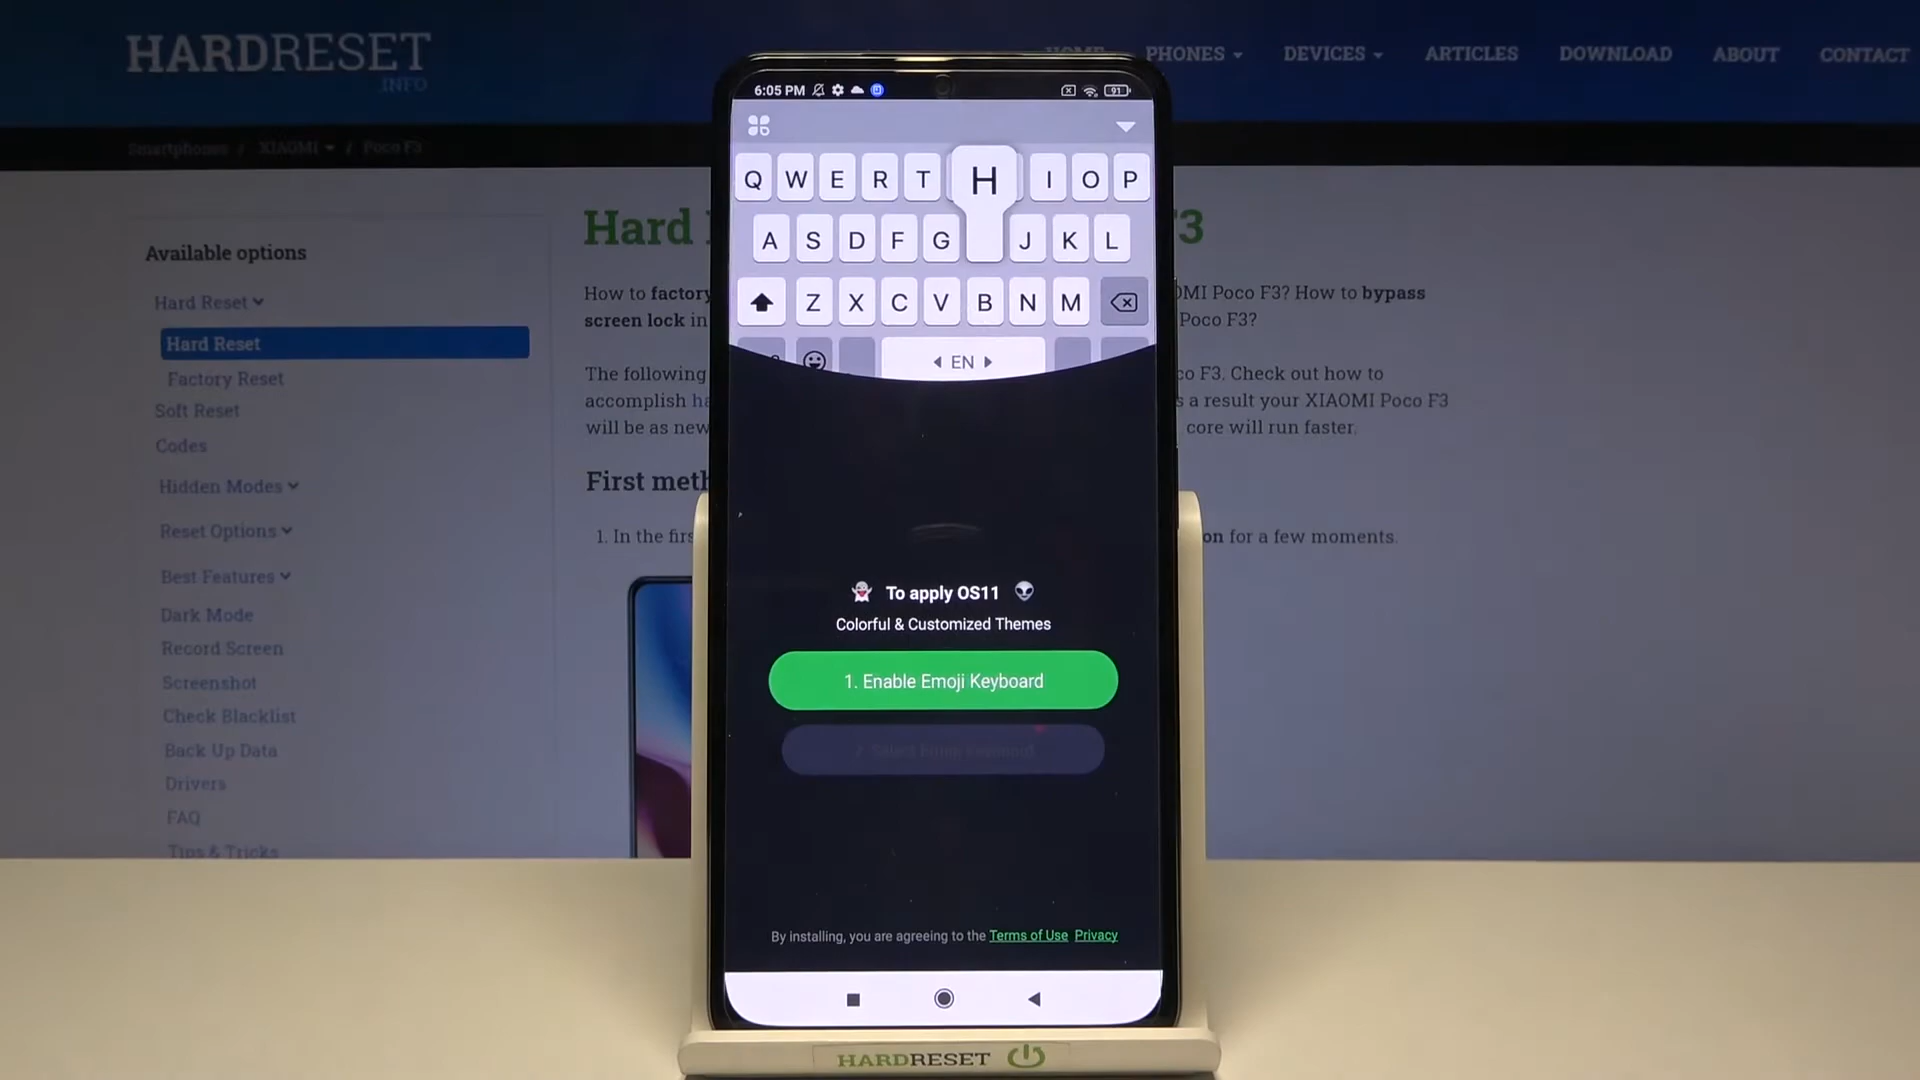 HARDRESET
INFO
PHONES
DEVICES
ARTICLES
DOWNLOAD
ABOUT
CONTACT
Smartphones / XIAOMI / Poco F3
Available options
Hard Reset
Hard Reset
Factory Reset
Soft Reset
Codes
Hidden Modes
Reset Options
Best Features
Dark Mode
Record Screen
Screenshot
Check Blacklist
Back Up Data
Drivers
FAQ
Tips & Tricks
Hard F3
How to factory OMI Poco F3? How to bypass
screen lock in Poco F3?
The following co F3. Check out how to
accomplish ha s a result your XIAOMI Poco F3
will be as new core will run faster.
First meth
1. In the firs on for a few moments.
6:05 PM 91
Q W E R T H I O P
A S D F G J K L
Z X C V B N M
EN
To apply OS11
Colorful & Customized Themes
1. Enable Emoji Keyboard
2. Select
By installing, you are agreeing to the Terms of Use Privacy
HARDRESET